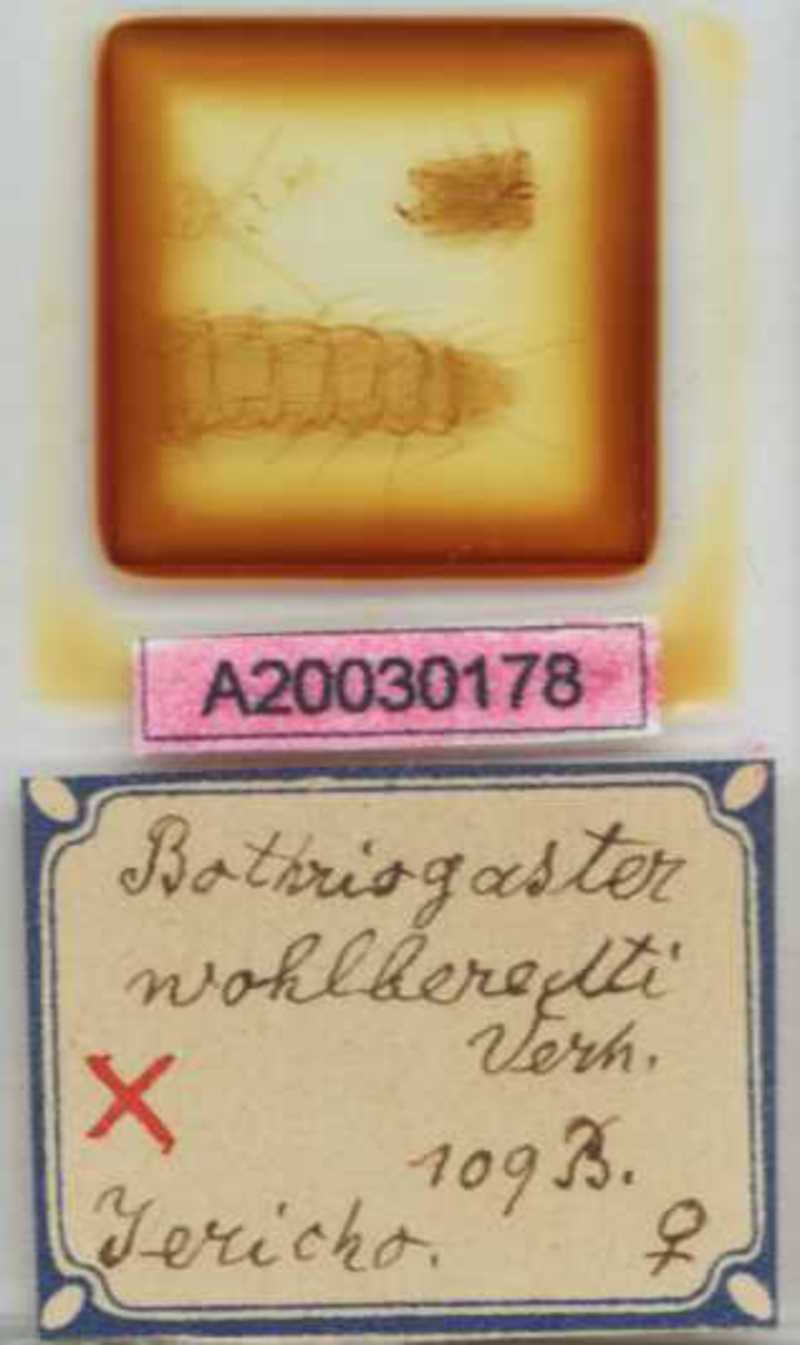 A20030178
Bothriogaster
wohlberedti
Verh.
X
109 B.
Jericho. ♀